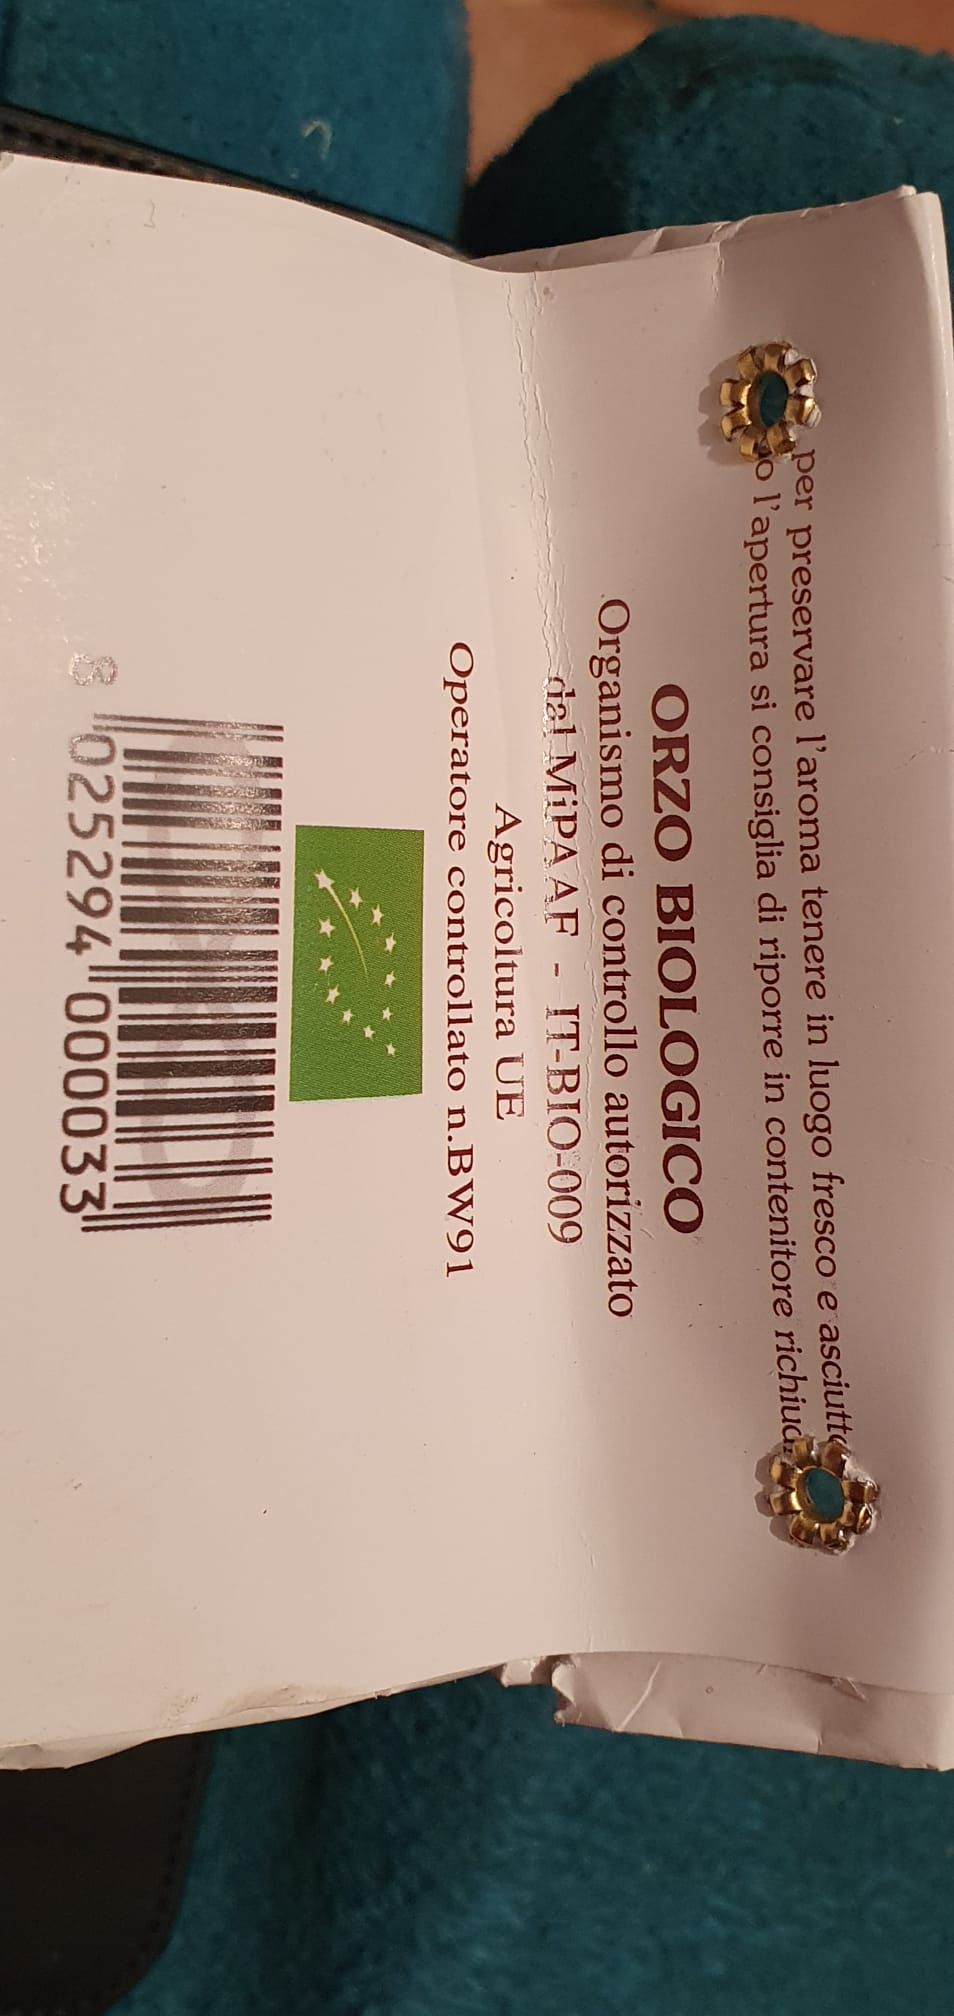 per preservare l'aroma tenere in luogo fresco e asciutto
o l'apertura si consiglia di riporre in contenitore
ORZO BIOLOGICO
Organismo di controllo autorizzato
dal MiPAAF - IT-BIO-009
Agricoltura UE
Operatore controllato n.BW91
8 025294 000033